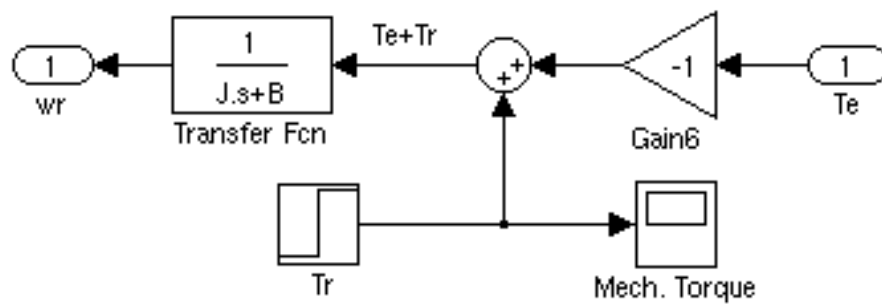 Te+Tr
1
1
J.s+B
+
+
-1
1
wr
Transfer Fcn
Gain6
Te
Tr
Mech. Torque